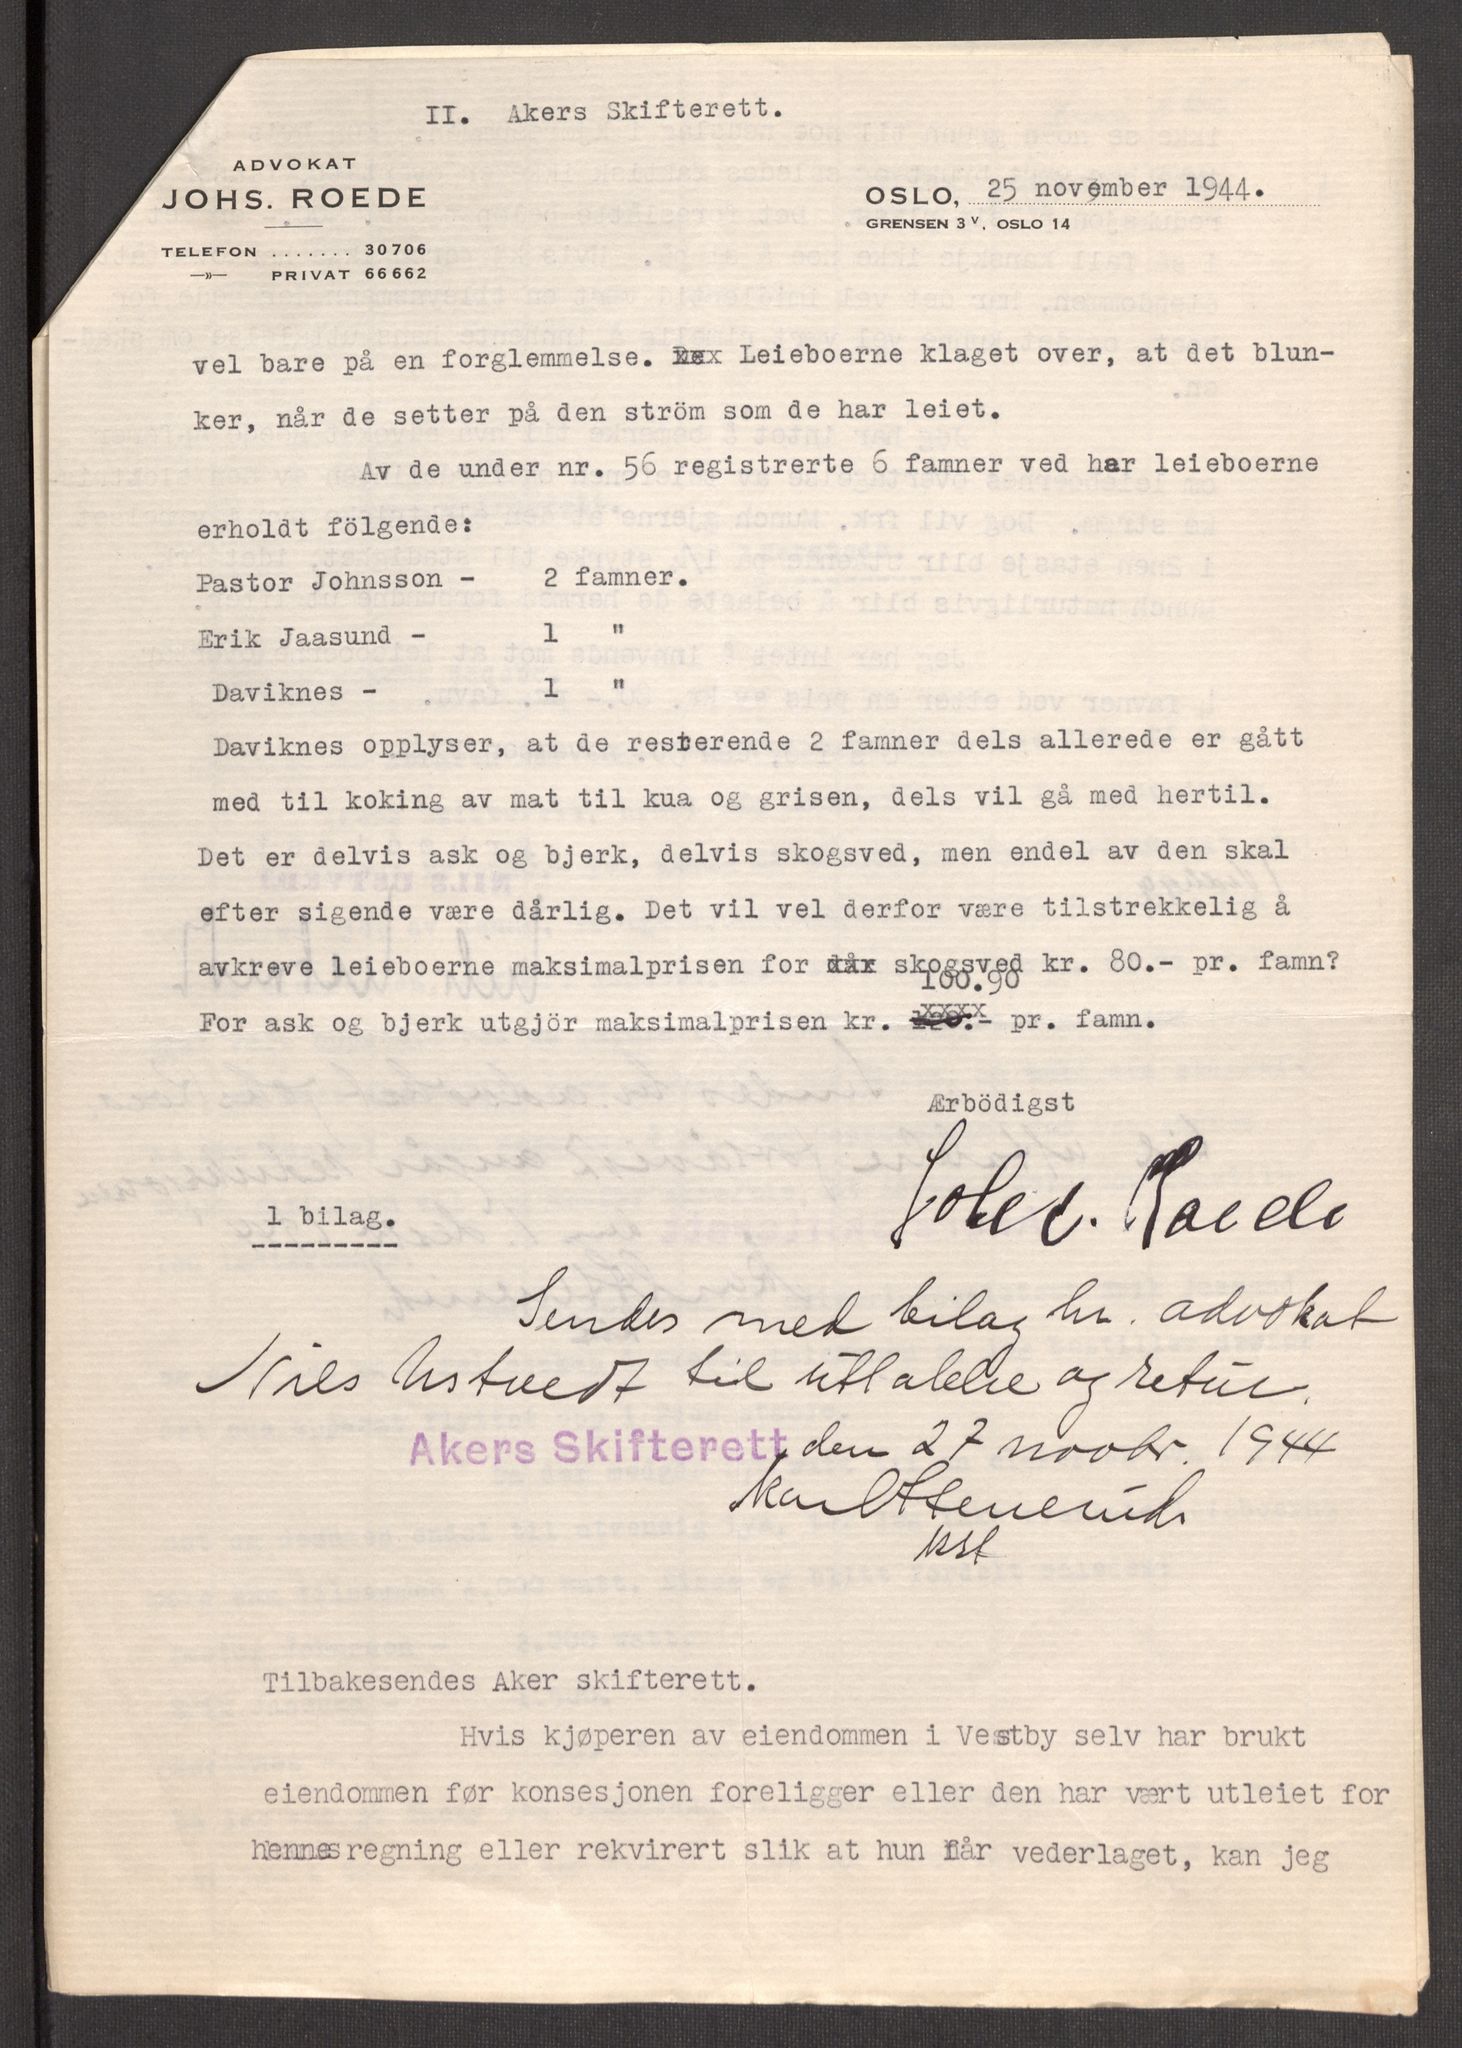 II. Akers Skifterett.
ADVOKAT
JOHS. ROEDE
TELEFON ....... 30706
—»— PRIVAT 66662
OSLO, 25 november 1944.
GRENSEN 3 V, OSLO 14
vel bare på en forglemmelse. Leieboerne klaget over, at det blun-
ker, når de setter på den ström som de har leiet.
Av de under nr. 56 registrerte 6 famner ved har leieboerne
erholdt fölgende:
Pastor Johnsson - 2 famner.
Erik Jaasund - 1 "
Daviknes - 1 "
Daviknes opplyser, at de resterende 2 famner dels allerede er gått
med til koking av mat til kua og grisen, dels vil gå med hertil.
Det er delvis ask og bjerk, delvis skogsved, men endel av den skal
efter sigende være dårlig. Det vil vel derfor være tilstrekkelig å
avkreve leieboerne maksimalprisen for skogsved kr. 80.- pr. famn?
100.90
For ask og bjerk utgjör maksimalprisen kr. pr. famn.
Ærbödigst
Johs. Roede
1 bilag.
Sendes med bilag hr. advokat
Nils Ustvedt til uttalelse og retur.
Akers Skifterett, den 27 novbr. 1944
Tilbakesendes Aker skifterett.
Hvis kjøperen av eiendommen i Vestby selv har brukt
eiendommen før konsesjonen foreligger eller den har vært utleiet for
hennes regning eller rekvirert slik at hun får vederlaget, kan jeg